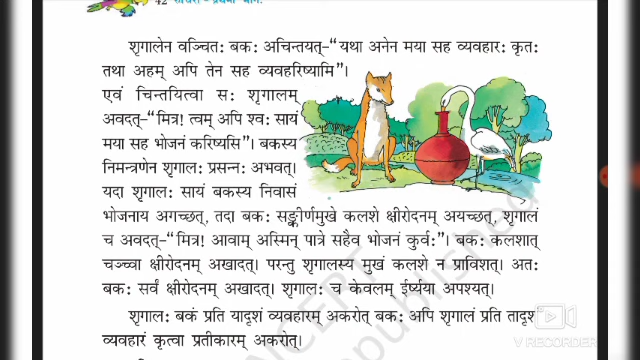 42
शृगालेन वञ्चितः बकः अचिन्तयत्–“यथा अनेन मया सह व्यवहारः कृतः
तथा अहम् अपि तेन सह व्यवहरिष्यामि”।
एवं चिन्तयित्वा सः शृगालम्
अवदत्–“मित्र! त्वम् अपि श्वः सायं
मया सह भोजनं करिष्यसि”। बकस्य
निमन्त्रणेन शृगालः प्रसन्नः अभवत्।
यदा शृगालः सायं बकस्य निवासं
भोजनाय अगच्छत्, तदा बकः सङ्कीर्णमुखे कलशे क्षीरोदनम् अयच्छत्, शृगालं
च अवदत्–“मित्र! आवाम् अस्मिन् पात्रे सहैव भोजनं कुर्वः”। बकः कलशात्
चञ्च्वा क्षीरोदनम् अखादत्। परन्तु शृगालस्य मुखं कलशे न प्राविशत्। अतः
बकः सर्वं क्षीरोदनम् अखादत्। शृगालः च केवलम् ईर्ष्यया अपश्यत्।
शृगालः बकं प्रति यादृशं व्यवहारम् अकरोत् बकः अपि शृगालं प्रति तादृशं
व्यवहारं कृत्वा प्रतीकारम् अकरोत्।
V RECORDER